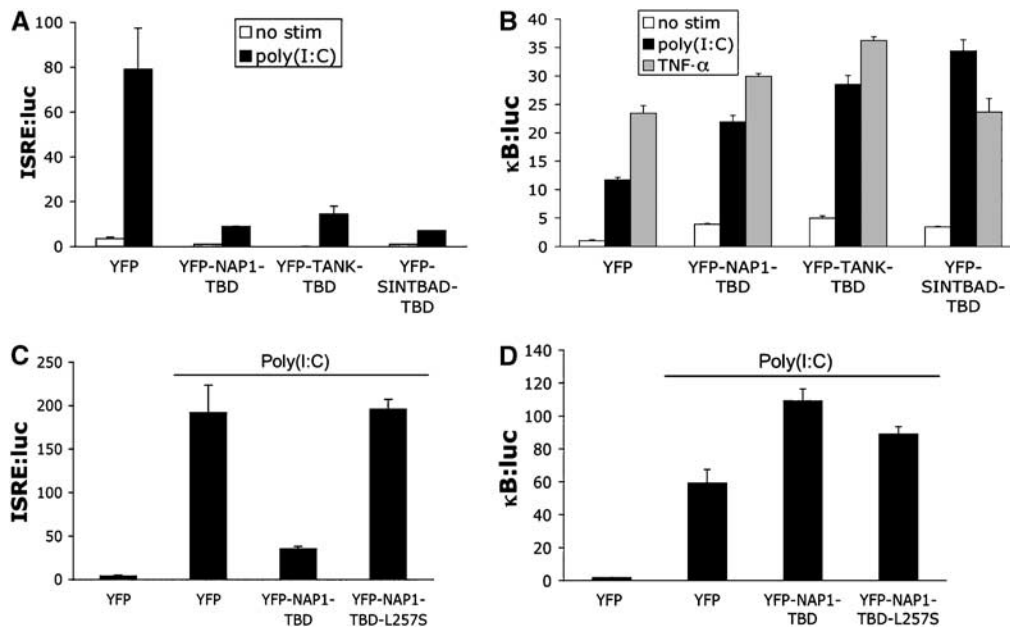 A
ISRE:luc
100
80
60
40
20
0
no stim
poly(I:C)
YFP
YFP-NAP1-
TBD
YFP-TANK-
TBD
YFP-
SINTBAD-
TBD
B
κB:luc
40
35
30
25
20
15
10
5
0
no stim
poly(I:C)
TNF-α
YFP
YFP-NAP1-
TBD
YFP-TANK-
TBD
YFP-
SINTBAD-
TBD
C
Poly(I:C)
ISRE:luc
250
200
150
100
50
0
YFP
YFP
YFP-NAP1-
TBD
YFP-NAP1-
TBD-L257S
D
Poly(I:C)
κB:luc
140
120
100
80
60
40
20
0
YFP
YFP
YFP-NAP1-
TBD
YFP-NAP1-
TBD-L257S